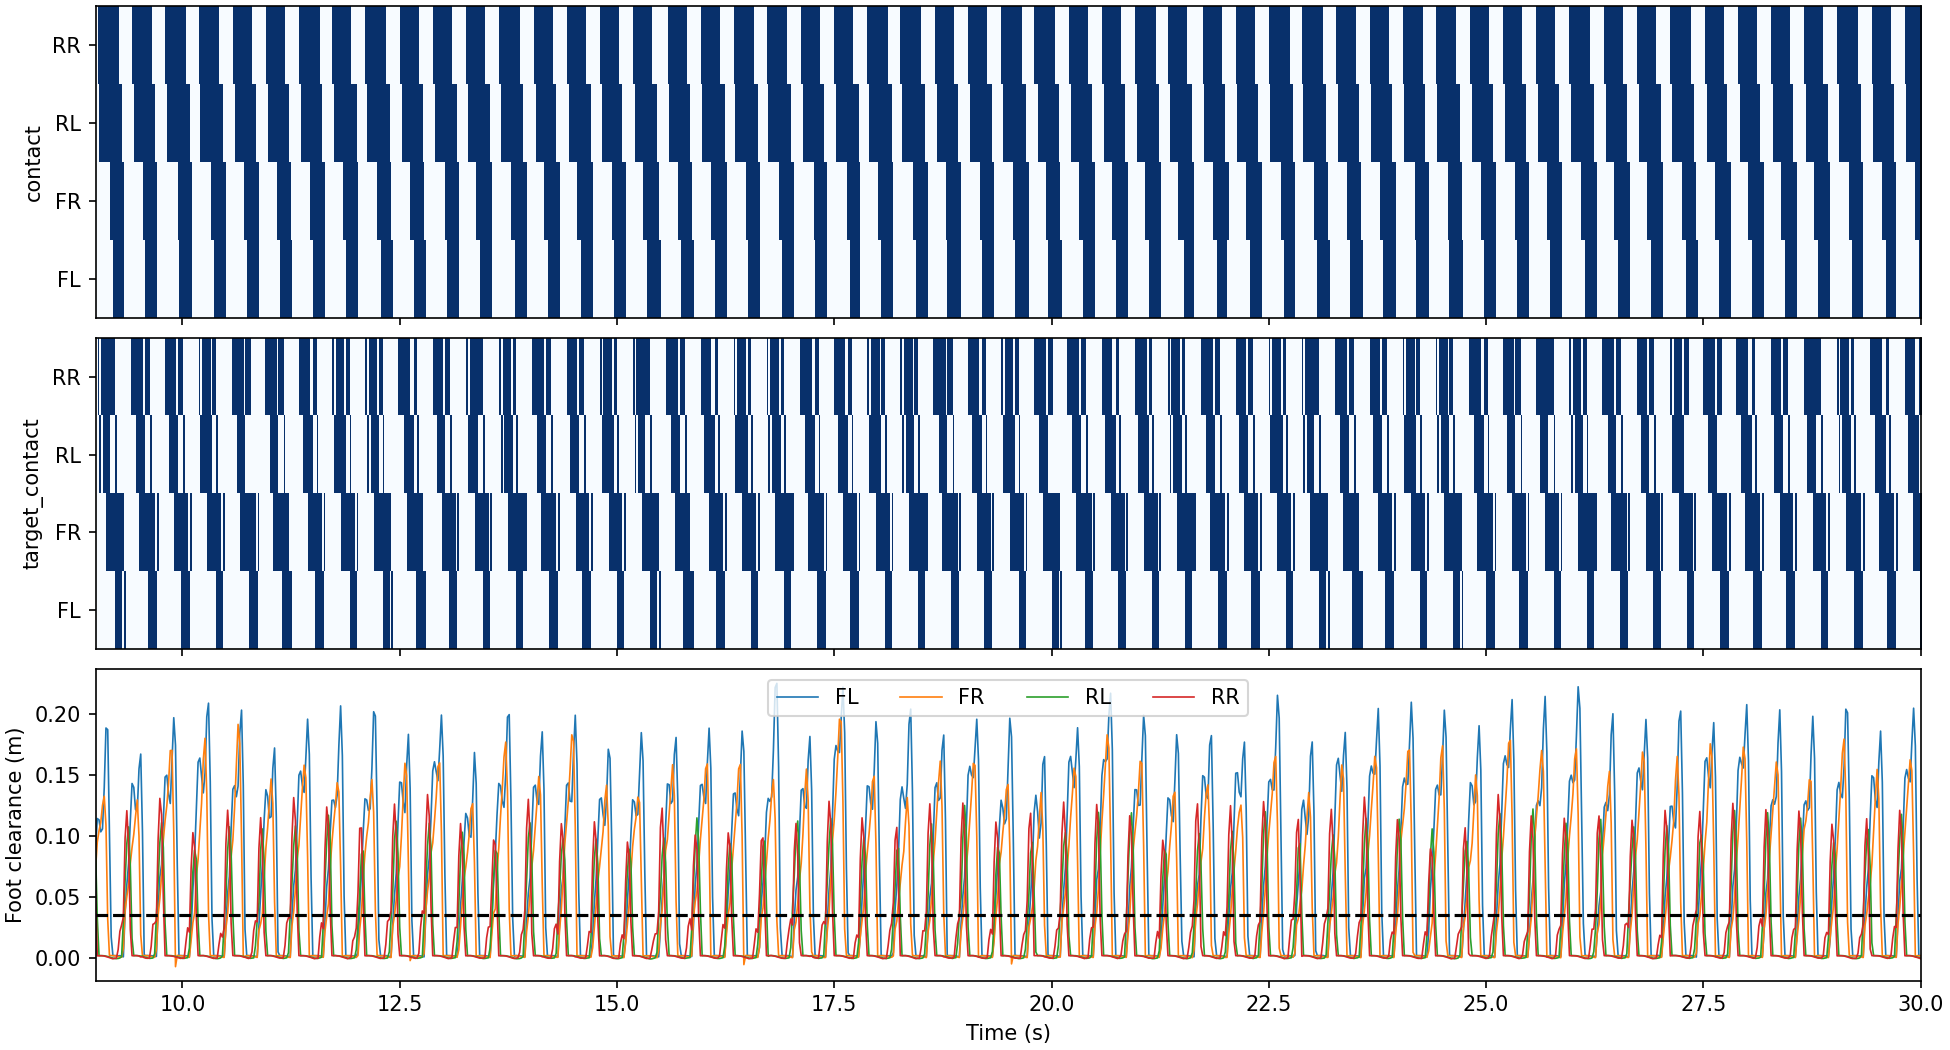 contact
RR
RL
FR
FL
target_contact
RR
RL
FR
FL
Foot clearance (m)
0.20
0.15
0.10
0.05
0.00
FL FR RL RR
10.0 12.5 15.0 17.5 20.0 22.5 25.0 27.5 30.0
Time (s)